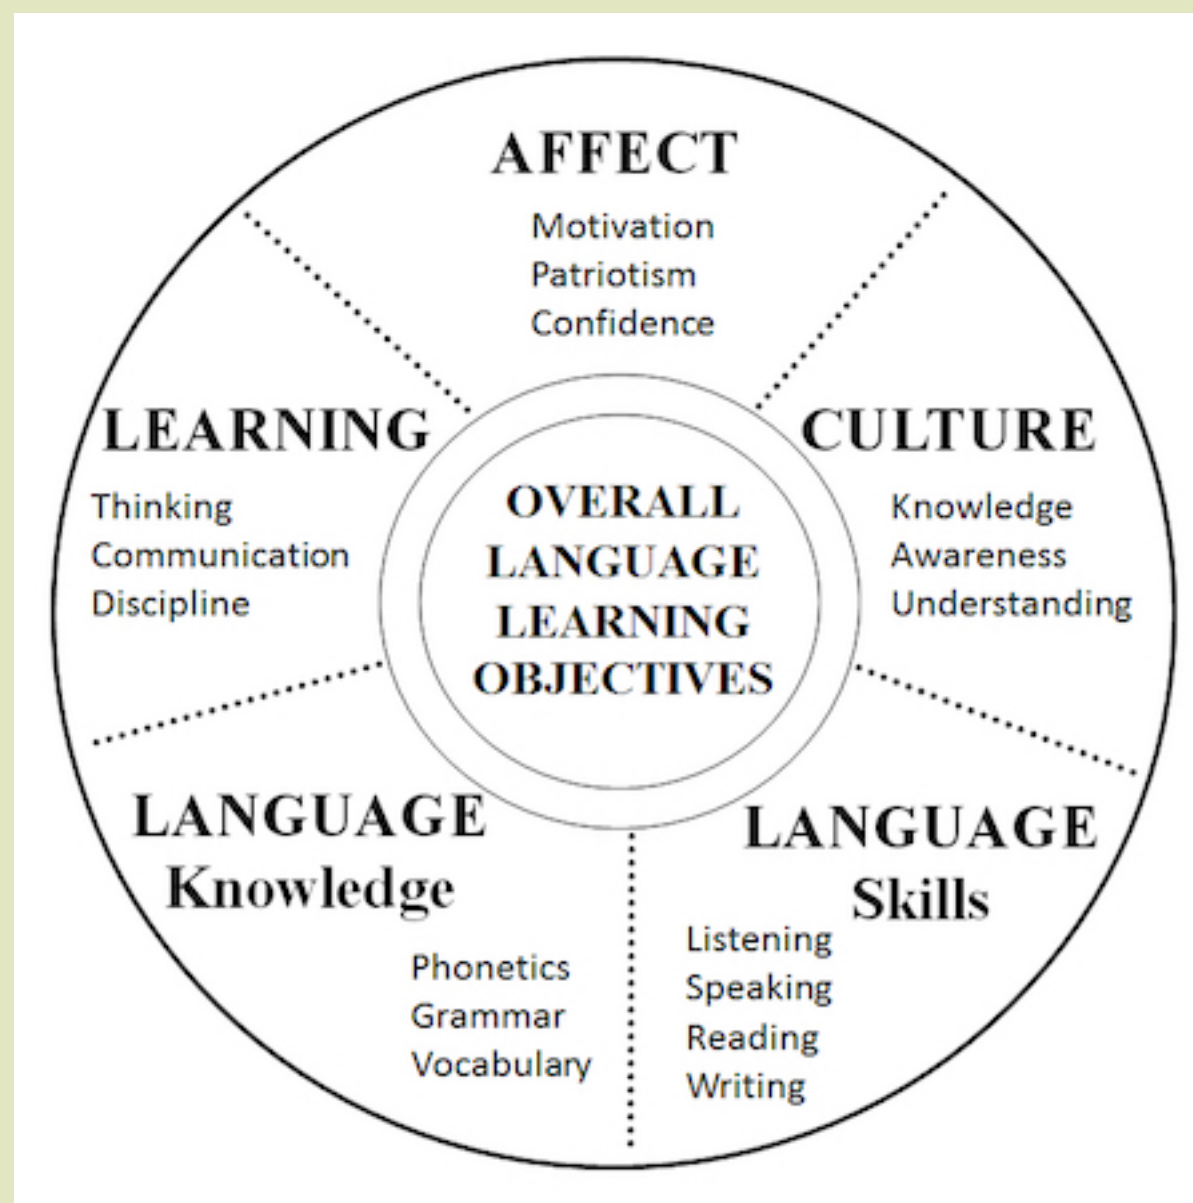 AFFECT
Motivation
Patriotism
Confidence
LEARNING
Thinking
Communication
Discipline
CULTURE
Knowledge
Awareness
Understanding
OVERALL
LANGUAGE
LEARNING
OBJECTIVES
LANGUAGE
Knowledge
Phonetics
Grammar
Vocabulary
LANGUAGE
Skills
Listening
Speaking
Reading
Writing